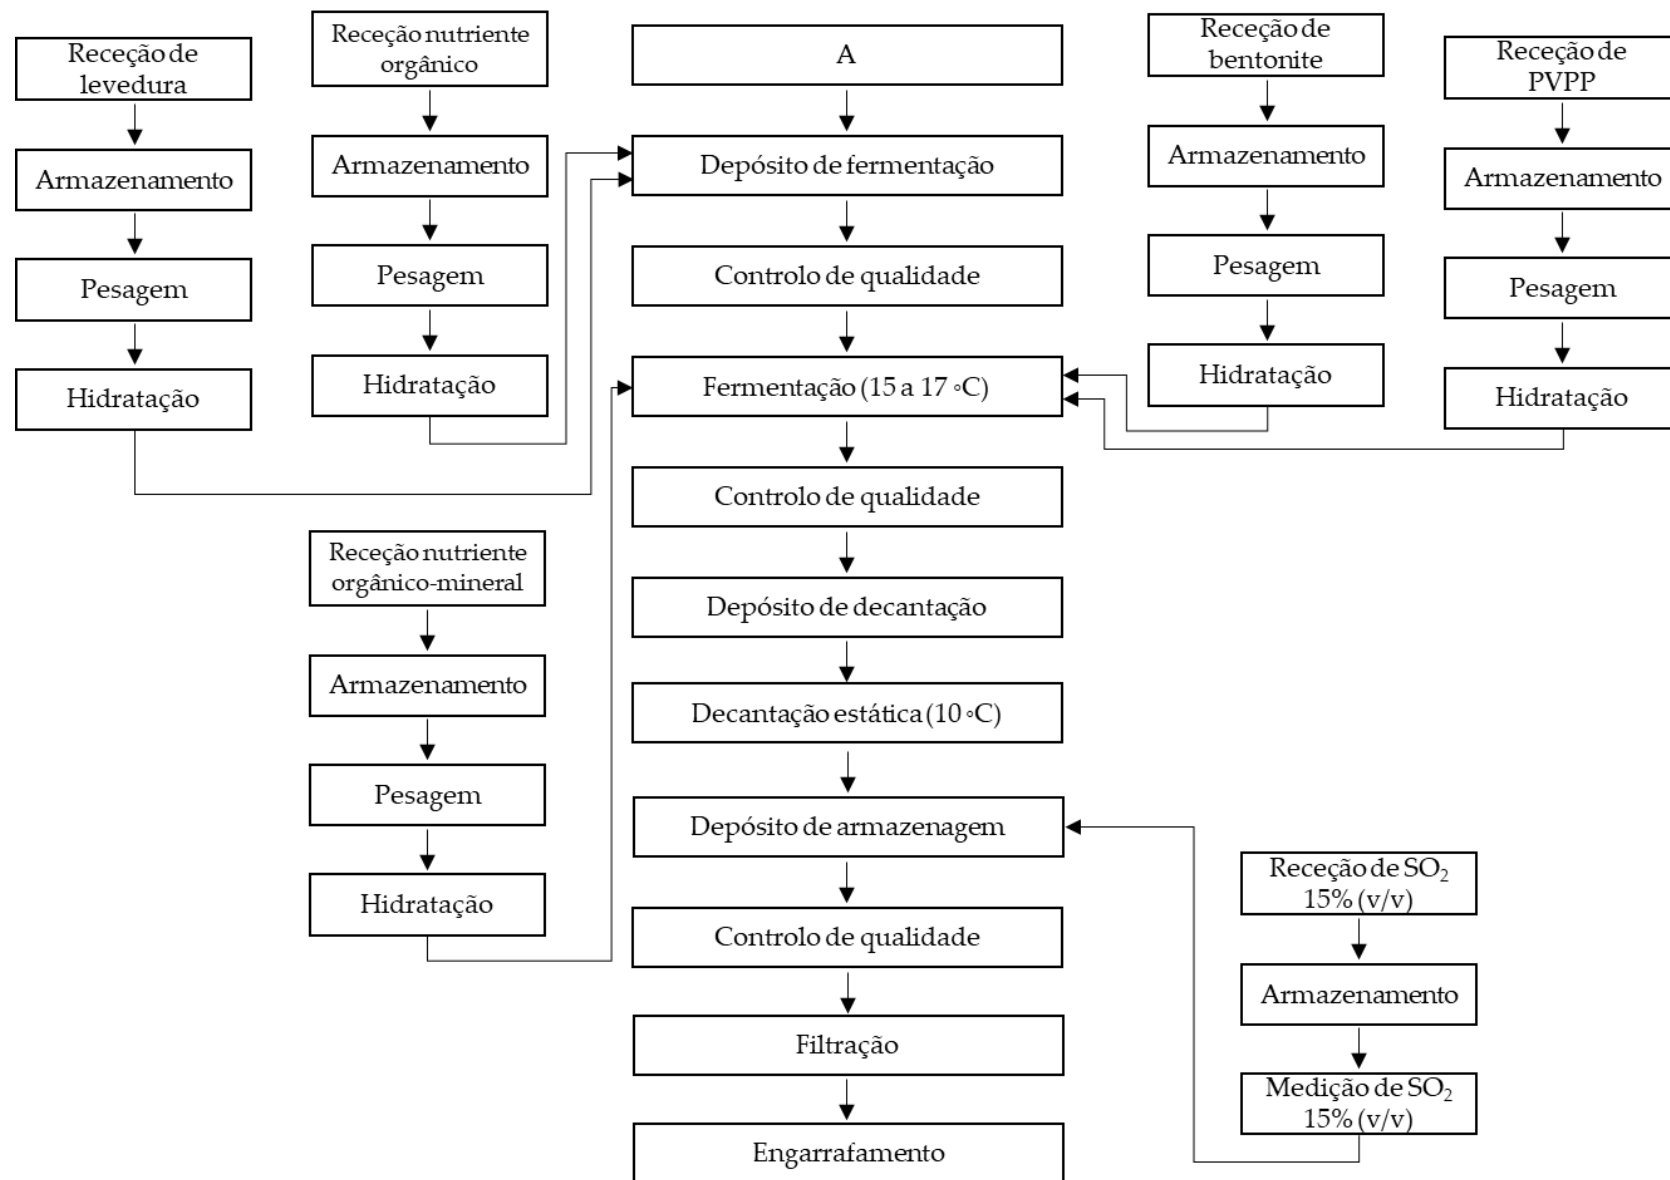 Receção de
levedura
Armazenamento
Pesagem
Hidratação
Receção nutriente
orgânico
Armazenamento
Pesagem
Hidratação
Receção nutriente
orgânico-mineral
Armazenamento
Pesagem
Hidratação
A
Depósito de fermentação
Controlo de qualidade
Fermentação (15 a 17 ◦C)
Controlo de qualidade
Depósito de decantação
Decantação estática (10 ◦C)
Depósito de armazenagem
Controlo de qualidade
Filtração
Engarrafamento
Receção de
bentonite
Armazenamento
Pesagem
Hidratação
Receção de
PVPP
Armazenamento
Pesagem
Hidratação
Receção de SO₂
15% (v/v)
Armazenamento
Medição de SO₂
15% (v/v)